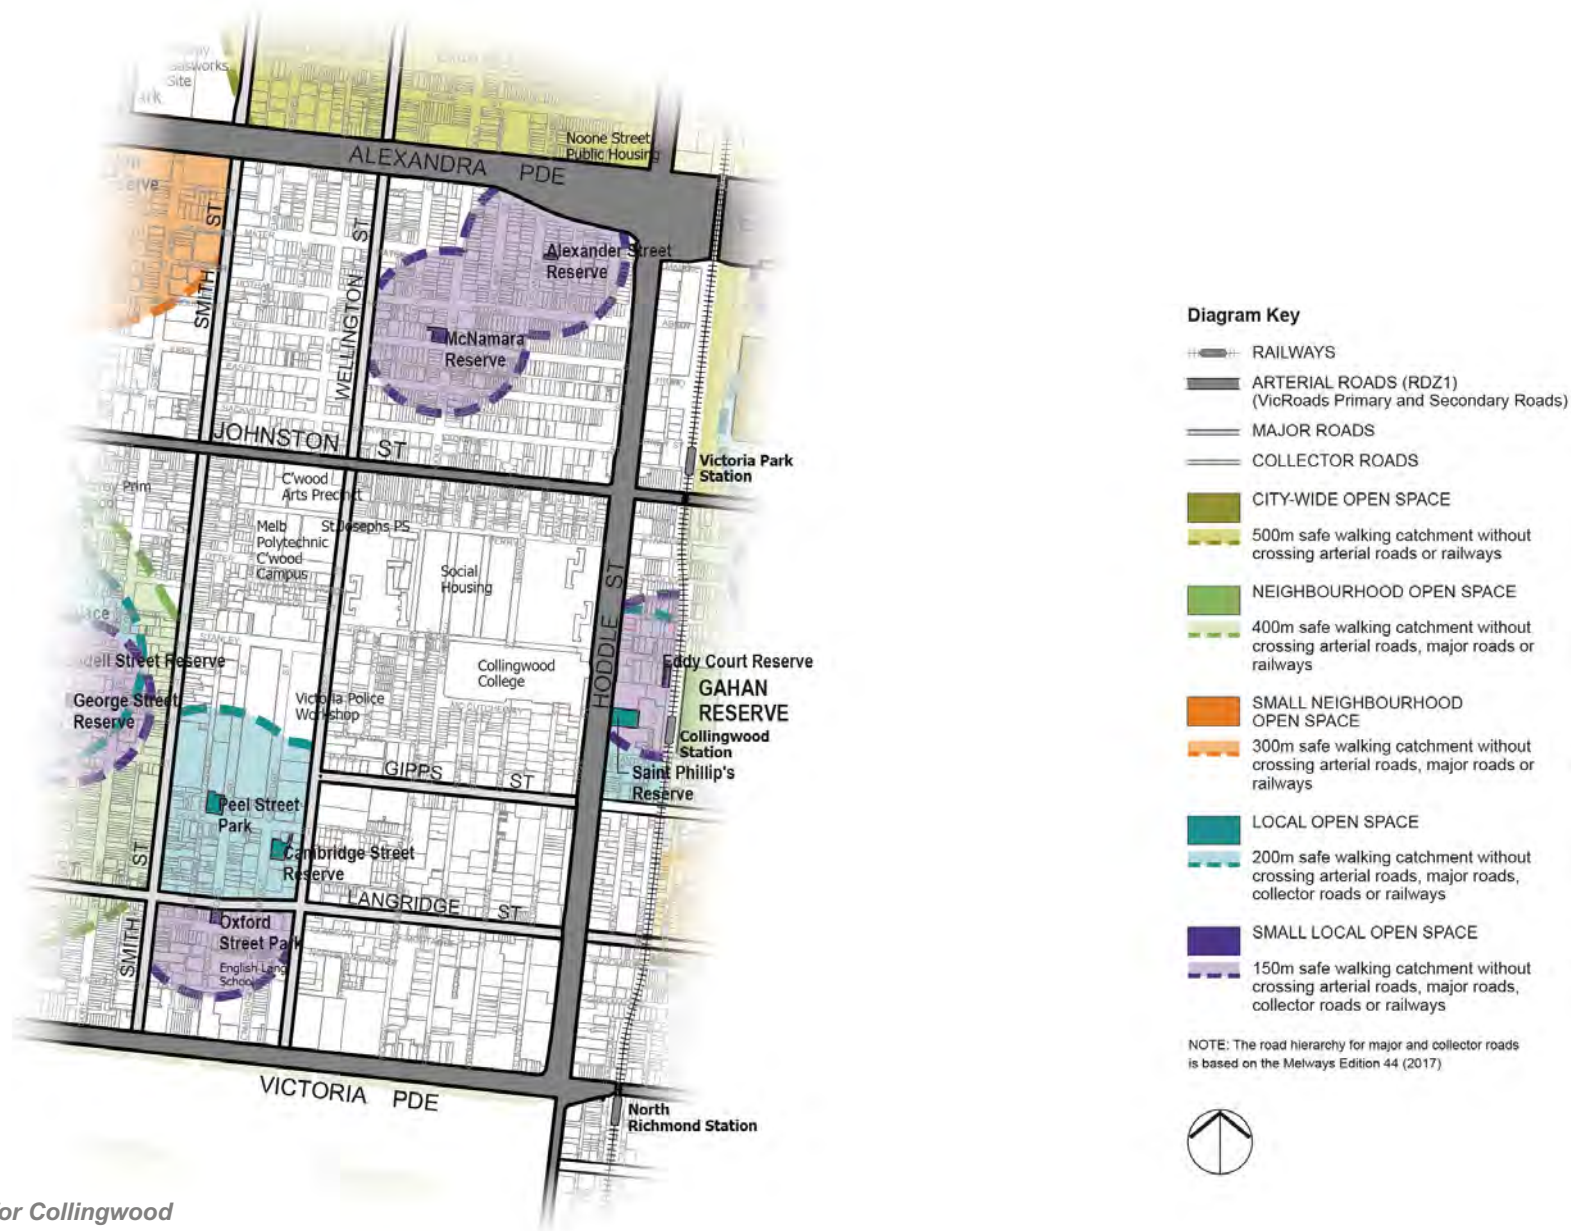 Gasworks
Site
Noone Street
Public Housing
ALEXANDRA PDE
ST
ST
SMITH
WELLINGTON
Alexander Street
Reserve
McNamara
Reserve
JOHNSTON ST
Victoria Park
Station
C'wood
Arts Precinct
Melb
Polytechnic
C'wood
Campus
St Josephs PS
Social
Housing
HODDLE ST
STANLEY
Collingwood
College
Eddy Court Reserve
GAHAN
RESERVE
Collingwood
Station
Saint Phillip's
Reserve
George Street
Reserve
Street Reserve
Victoria Police
Workshop
GIPPS ST
Peel Street
Park
Cambridge Street
Reserve
LANGRIDGE ST
SMITH ST
Oxford
Street Park
English Lang
School
VICTORIA PDE
North
Richmond Station
or Collingwood
Diagram Key
RAILWAYS
ARTERIAL ROADS (RDZ1)
(VicRoads Primary and Secondary Roads)
MAJOR ROADS
COLLECTOR ROADS
CITY-WIDE OPEN SPACE
500m safe walking catchment without
crossing arterial roads or railways
NEIGHBOURHOOD OPEN SPACE
400m safe walking catchment without
crossing arterial roads, major roads or
railways
SMALL NEIGHBOURHOOD
OPEN SPACE
300m safe walking catchment without
crossing arterial roads, major roads or
railways
LOCAL OPEN SPACE
200m safe walking catchment without
crossing arterial roads, major roads,
collector roads or railways
SMALL LOCAL OPEN SPACE
150m safe walking catchment without
crossing arterial roads, major roads,
collector roads or railways
NOTE: The road hierarchy for major and collector roads
is based on the Melways Edition 44 (2017)